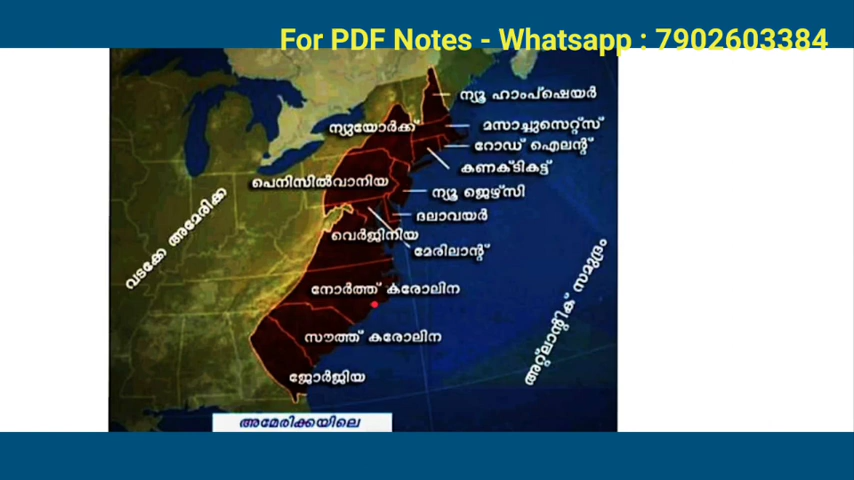 For PDF Notes - Whatsapp : 7902603384
ന്യൂ ഹാംപ്ഷെയർ
ന്യൂയോർക്ക്
മസാച്ചുസെറ്റ്സ്
റോഡ് ഐലന്റ്
കണക്ടികട്ട്
പെനിസിൽവാനിയ
ന്യൂ ജെഴ്സി
ദലാവയർ
വെർജിനിയ
മേരിലാന്റ്
വടക്കേ അമേരിക്ക
നോർത്ത് കരോലിന
അറ്റ്ലാന്റിക് സമുദ്രം
സൗത്ത് കരോലിന
ജോർജിയ
അമേരിക്കയിലെ